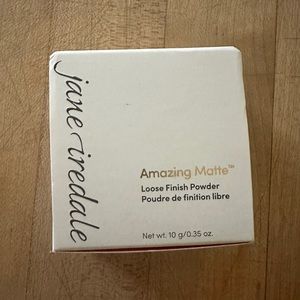 jane iredale
Amazing Matte™
Loose Finish Powder
Poudre de finition libre
Net wt. 10 g/0.35 oz.